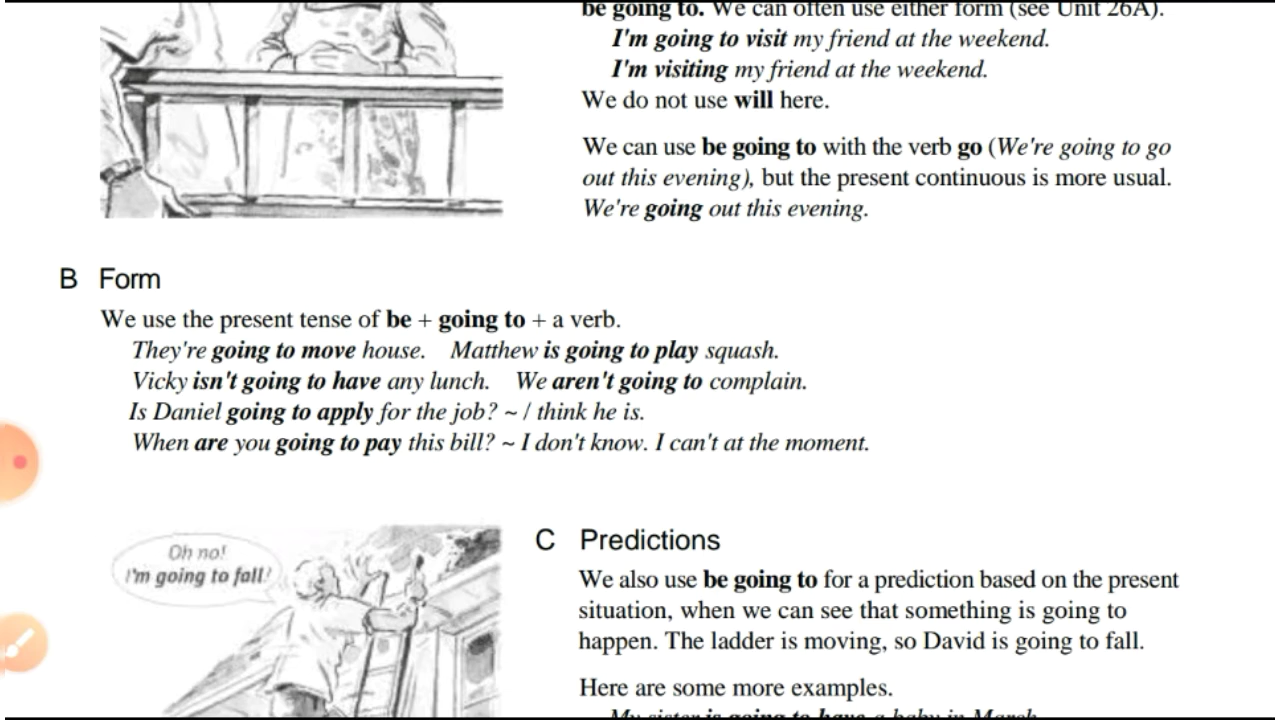 be going to. We can often use either form (see Unit 26A).
I'm going to visit my friend at the weekend.
I'm visiting my friend at the weekend.
We do not use will here.
We can use be going to with the verb go (We're going to go
out this evening), but the present continuous is more usual.
We're going out this evening.
B Form
We use the present tense of be + going to + a verb.
They're going to move house. Matthew is going to play squash.
Vicky isn't going to have any lunch. We aren't going to complain.
Is Daniel going to apply for the job? ~ / think he is.
When are you going to pay this bill? ~ I don't know. I can't at the moment.
Oh no!
I'm going to fall!
C Predictions
We also use be going to for a prediction based on the present
situation, when we can see that something is going to
happen. The ladder is moving, so David is going to fall.
Here are some more examples.
My sister is going to have a baby in March.